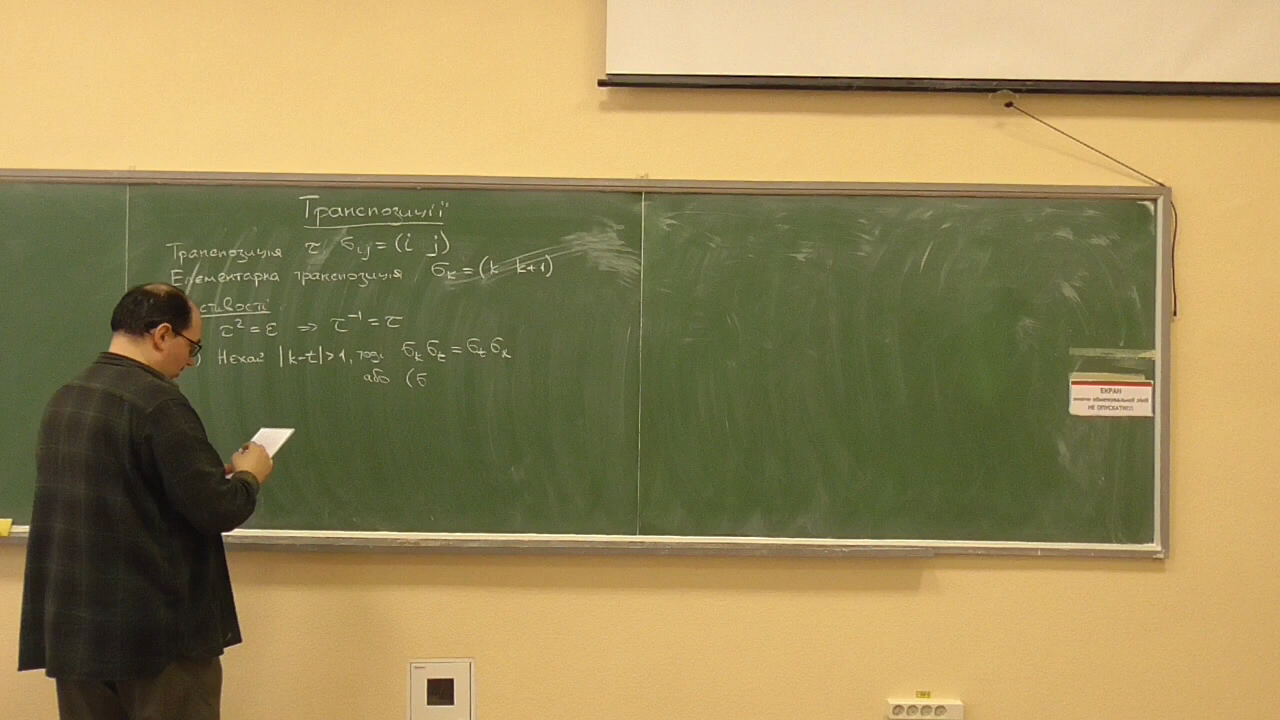 Транспозиції
Транспозиція τ, σij = (i j)
Елементарна транспозиція σk = (k k+1)
стивості
τ² = ε ⇒ τ⁻¹ = τ
) Нехай |k-t|>1, тоді σk σt = σt σk
або (σ
ЕКРАН
НЕ ОПУСКАТИ!!!